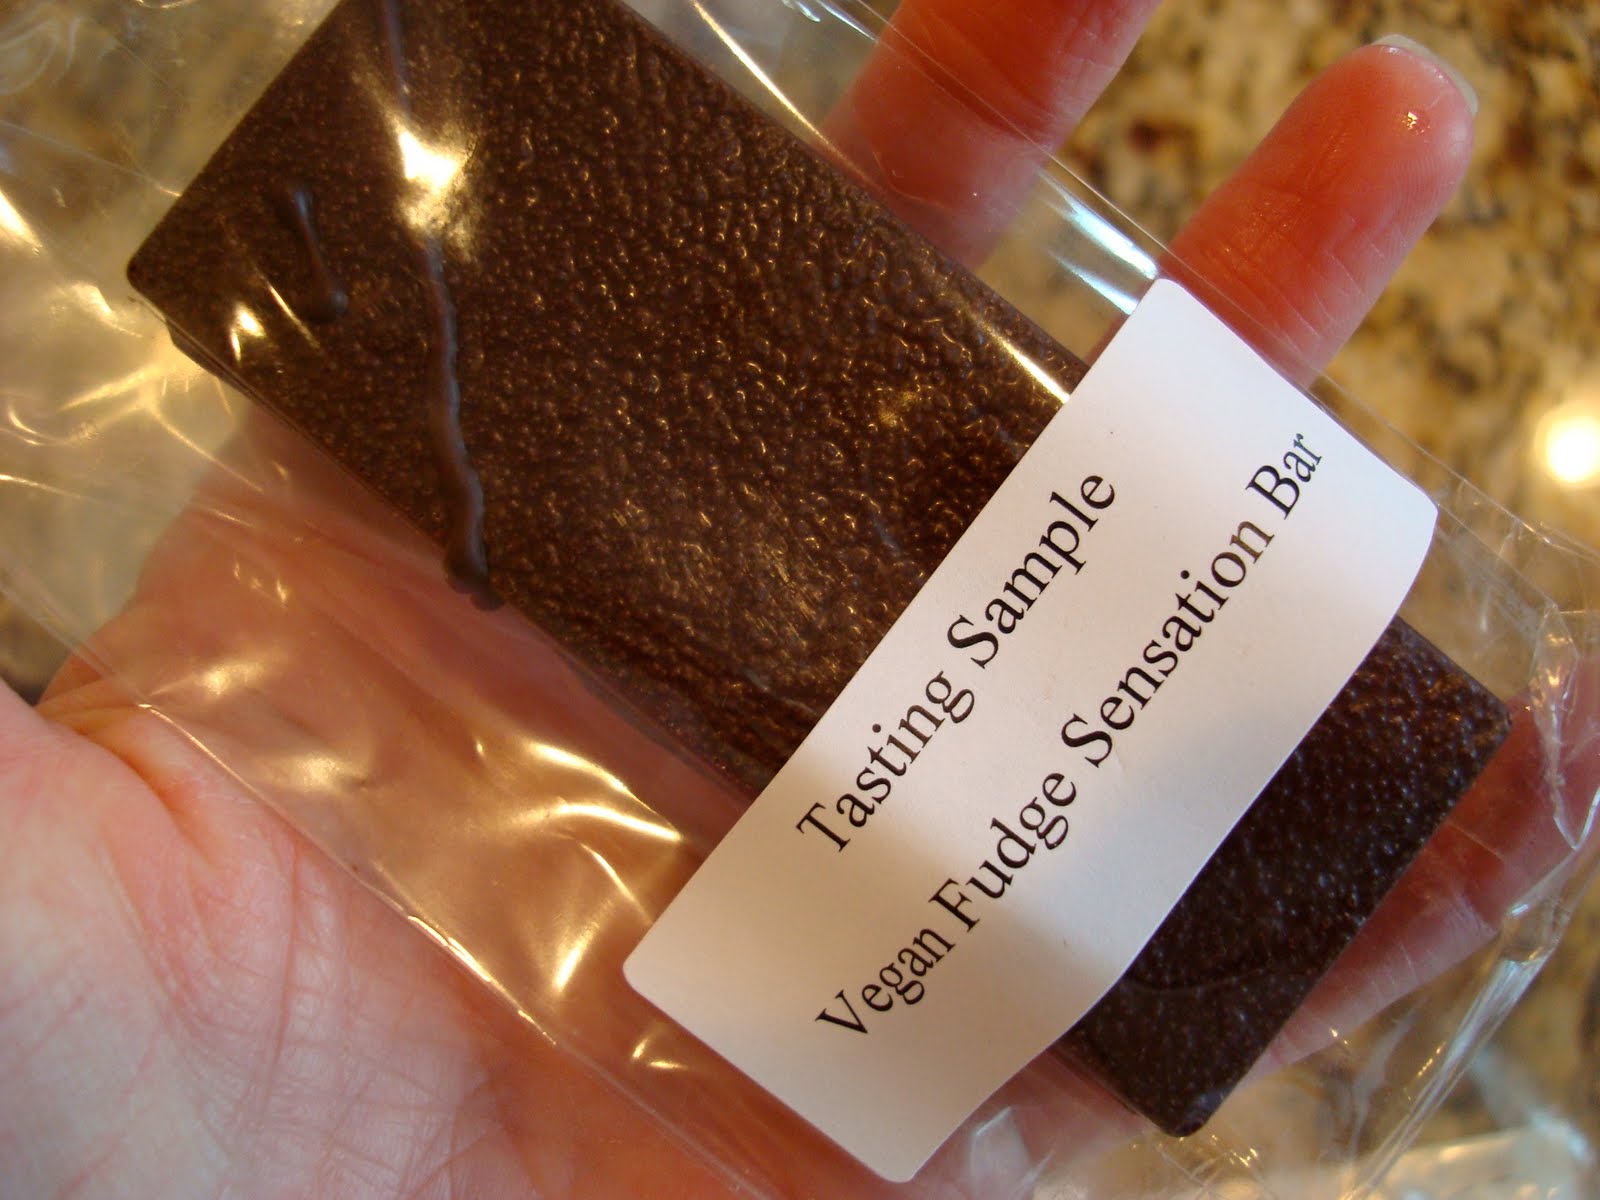 Tasting Sample
Vegan Fudge Sensation Bar